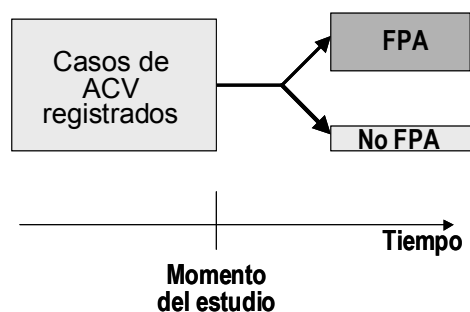 Casos de
ACV
registrados
FPA
No FPA
Tiempo
Momento
del estudio